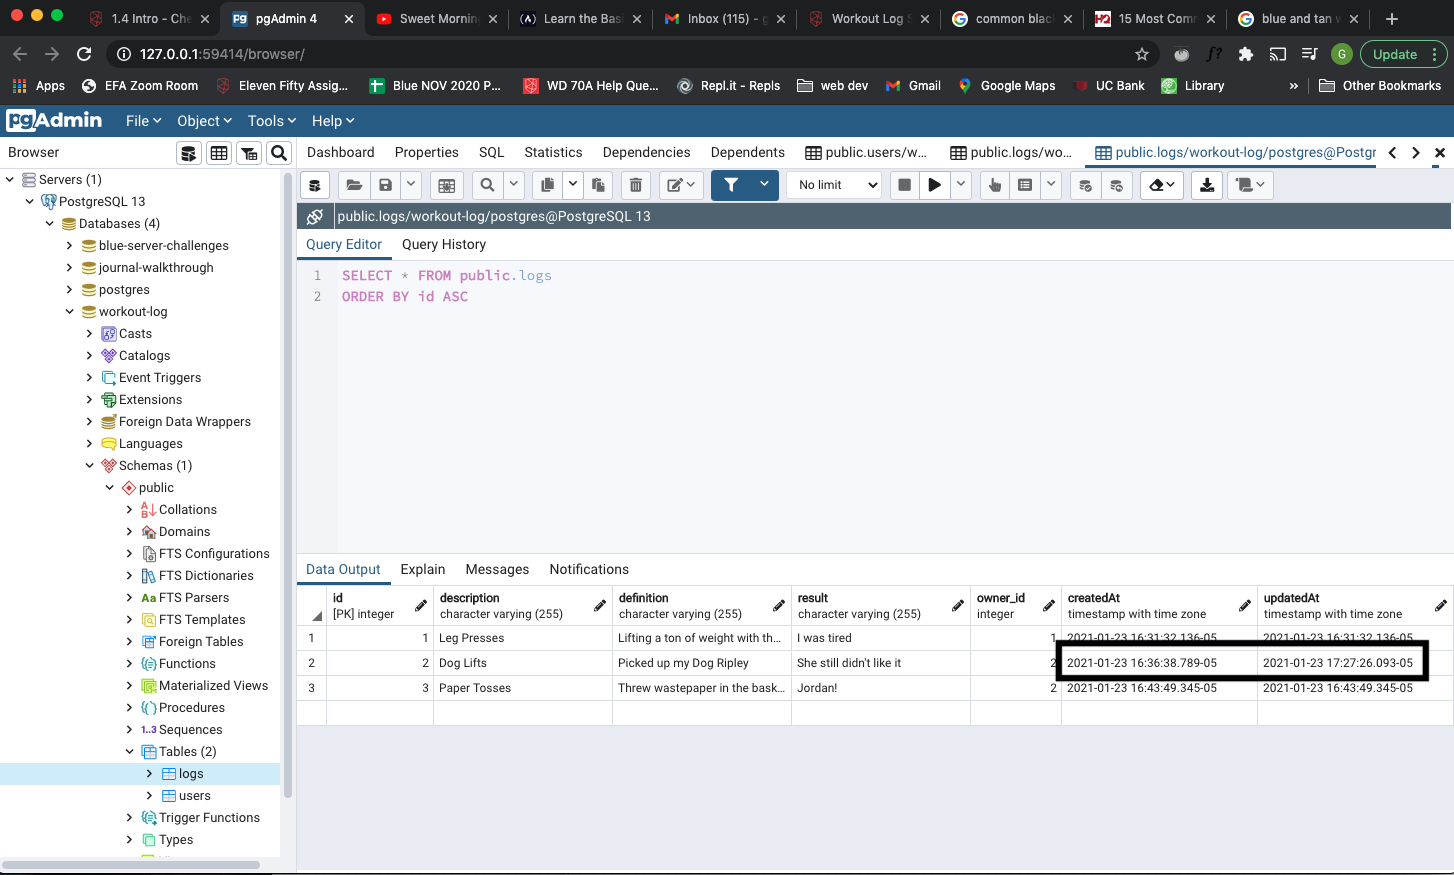 1.4 Intro - Che
pgAdmin 4
Sweet Mornin
Learn the Basi
Inbox (115) - g
Workout Log S
common blac
15 Most Com
blue and tan w
127.0.0.1:59414/browser/
G
Update
Apps
EFA Zoom Room
Eleven Fifty Assig...
Blue NOV 2020 P...
WD 70A Help Que...
Repl.it - Repls
web dev
Gmail
Google Maps
UC Bank
Library
»
Other Bookmarks
pgAdmin
File
Object
Tools
Help
Browser
Dashboard
Properties
SQL
Statistics
Dependencies
Dependents
public.users/w...
public.logs/wo...
public.logs/workout-log/postgres@Postgr
Servers (1)
PostgreSQL 13
Databases (4)
blue-server-challenges
journal-walkthrough
postgres
workout-log
Casts
Catalogs
Event Triggers
Extensions
Foreign Data Wrappers
Languages
Schemas (1)
public
Collations
Domains
FTS Configurations
FTS Dictionaries
Aa FTS Parsers
FTS Templates
Foreign Tables
Functions
Materialized Views
Procedures
1..3 Sequences
Tables (2)
logs
users
Trigger Functions
Types
No limit
public.logs/workout-log/postgres@PostgreSQL 13
Query Editor
Query History
1 SELECT * FROM public.logs
2 ORDER BY id ASC
Data Output
Explain
Messages
Notifications
id description definition result owner_id createdAt updatedAt
[PK] integer character varying (255) character varying (255) character varying (255) integer timestamp with time zone timestamp with time zone
1 1 Leg Presses Lifting a ton of weight with th... I was tired 1 2021-01-23 16:31:32.136-05 2021-01-23 16:31:32.136-05
2 2 Dog Lifts Picked up my Dog Ripley She still didn't like it 2 2021-01-23 16:36:38.789-05 2021-01-23 17:27:26.093-05
3 3 Paper Tosses Threw wastepaper in the bask... Jordan! 2 2021-01-23 16:43:49.345-05 2021-01-23 16:43:49.345-05